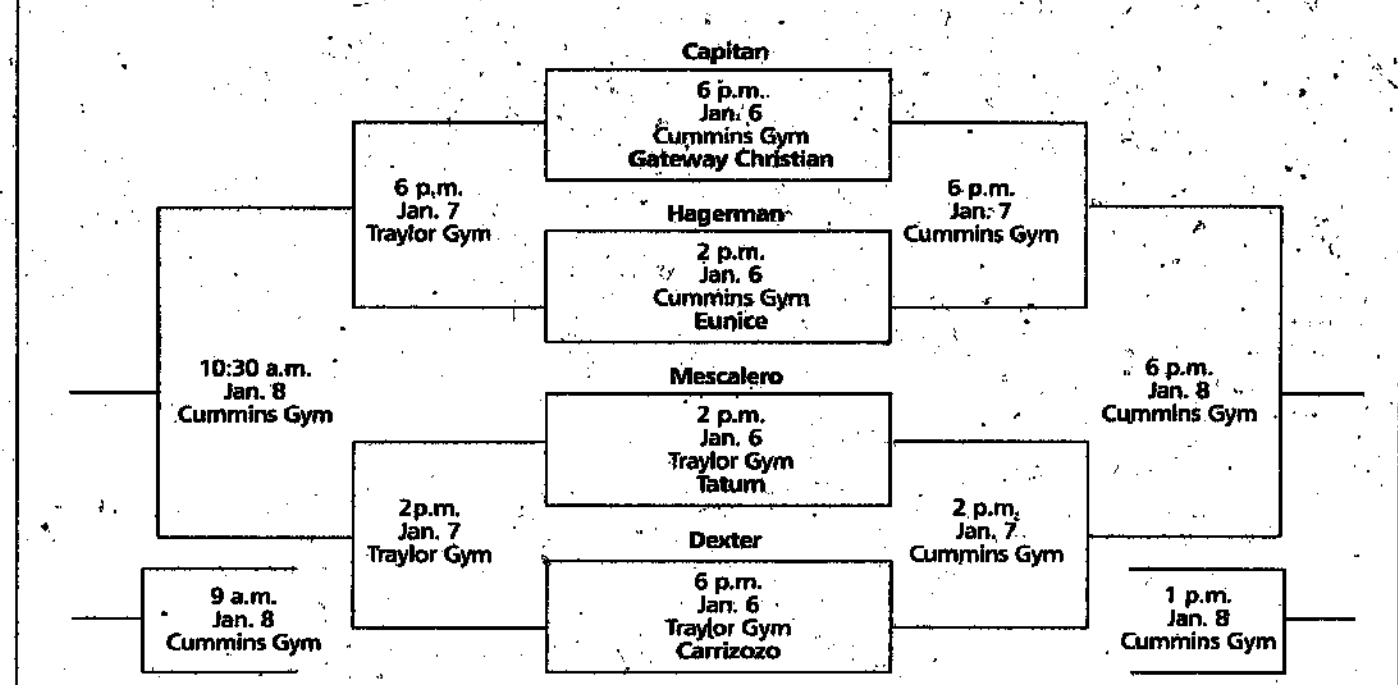 Capitan
6 p.m.
Jan. 6
Cummins Gym
Gateway Christian
6 p.m.
Jan. 7
Traylor Gym
6 p.m.
Jan. 7
Cummins Gym
Hagerman
2 p.m.
Jan. 6
Cummins Gym
Eunice
10:30 a.m.
Jan. 8
Cummins Gym
6 p.m.
Jan. 8
Cummins Gym
Mescalero
2 p.m.
Jan. 6
Traylor Gym
Tatum
2p.m.
Jan. 7
Traylor Gym
2 p.m.
Jan. 7
Cummins Gym
Dexter
6 p.m.
Jan. 6
Traylor Gym
Carrizozo
9 a.m.
Jan. 8
Cummins Gym
1 p.m.
Jan. 8
Cummins Gym